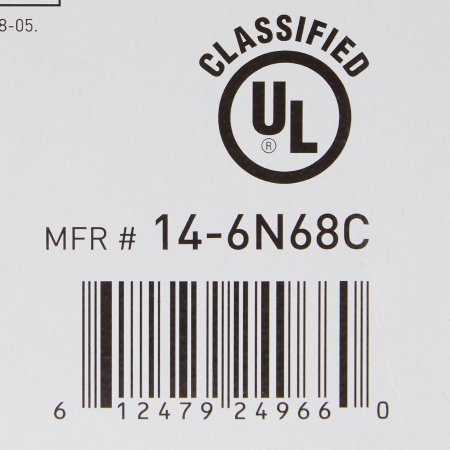 8-05.
CLASSIFIED
UL
®
MFR # 14-6N68C
6 12479 24966 0